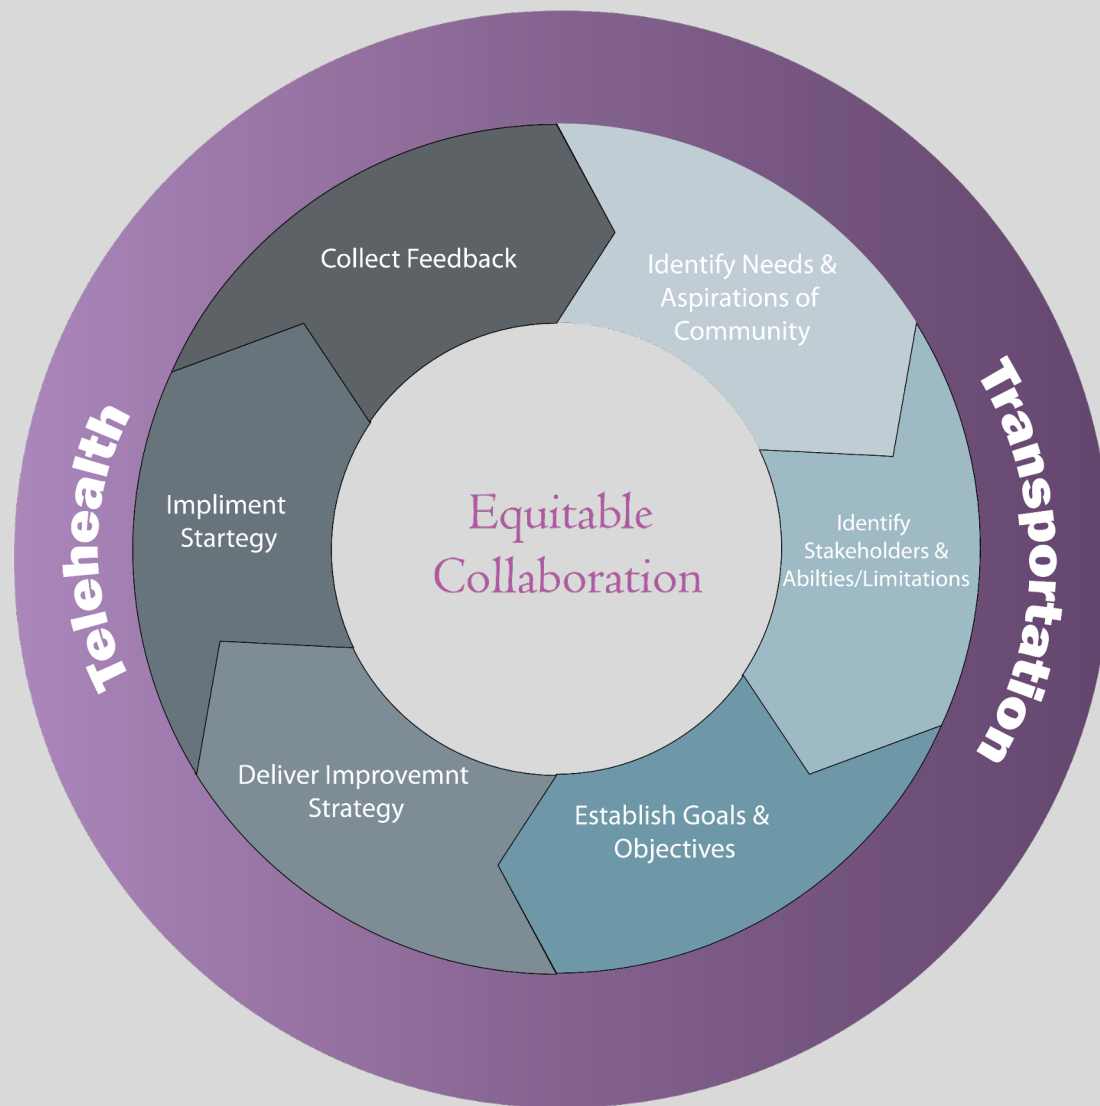 Collect Feedback
Identify Needs &
Aspirations of
Community
Identify
Stakeholders &
Abilties/Limitations
Establish Goals &
Objectives
Deliver Improvemnt
Strategy
Impliment
Startegy
Equitable
Collaboration
Telehealth
Transportation